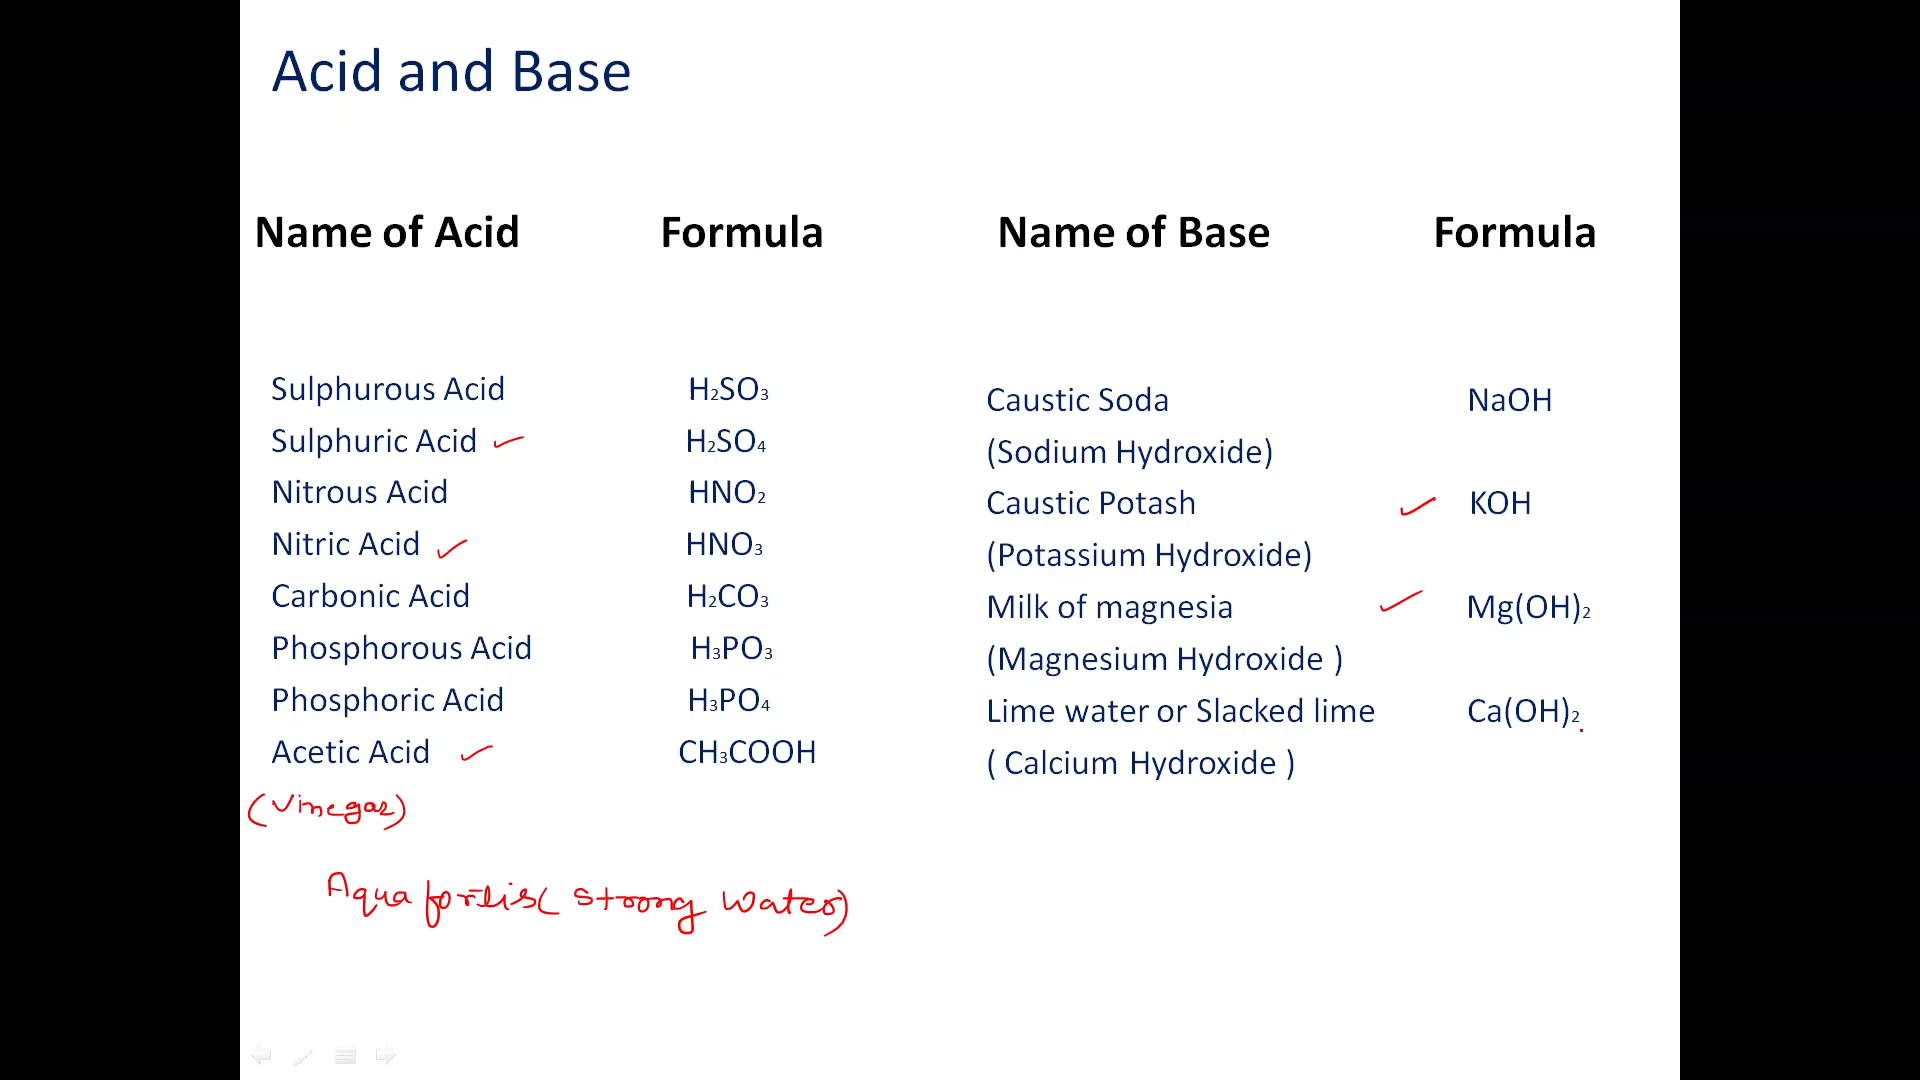 Acid and Base
Name of Acid Formula Name of Base Formula
Sulphurous Acid H₂SO₃
Sulphuric Acid ✓ H₂SO₄
Nitrous Acid HNO₂
Nitric Acid ✓ HNO₃
Carbonic Acid H₂CO₃
Phosphorous Acid H₃PO₃
Phosphoric Acid H₃PO₄
Acetic Acid ✓ CH₃COOH
(Vinegar)
Aqua fortis (Strong Water)
Caustic Soda NaOH
(Sodium Hydroxide)
Caustic Potash ✓ KOH
(Potassium Hydroxide)
Milk of magnesia ✓ Mg(OH)₂
(Magnesium Hydroxide )
Lime water or Slacked lime Ca(OH)₂
( Calcium Hydroxide )